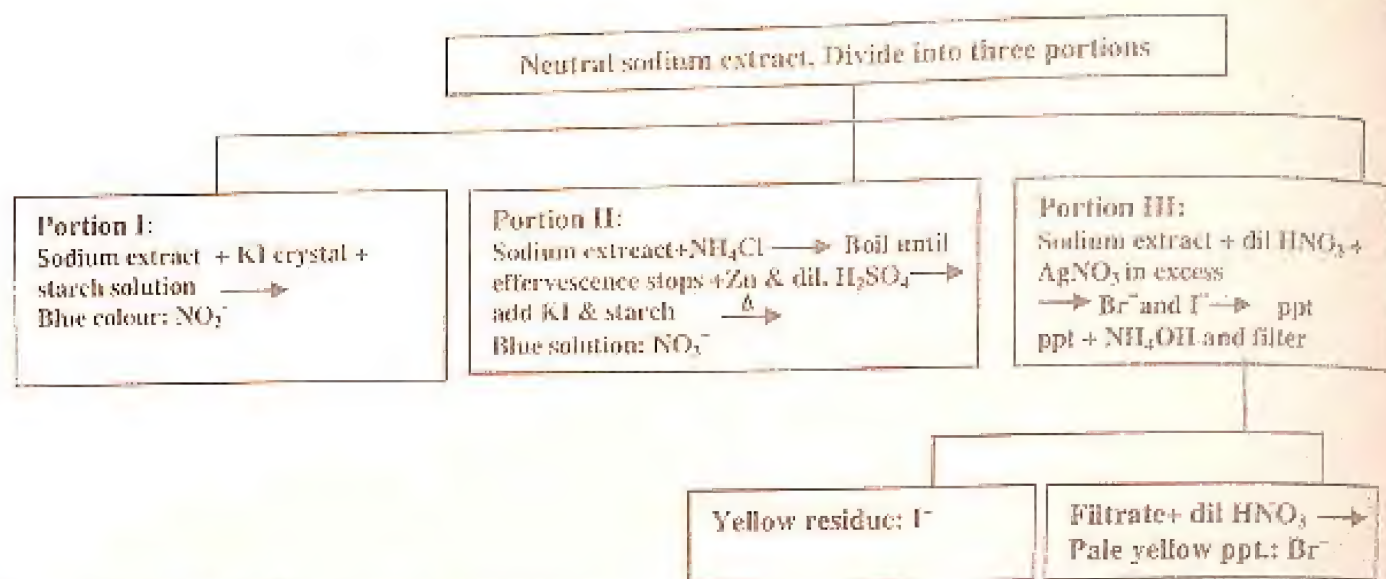 Neutral sodium extract, Divide into three portions
Portion I:
Sodium extract + KI crystal +
starch solution ⟶
Blue colour: NO₂⁻
Portion II:
Sodium extreact+NH₄Cl ⟶ Boil until
effervescence stops +Zn & dil. H₂SO₄ ⟶
add KI & starch Δ⟶
Blue solution: NO₃⁻
Portion III:
Sodium extract + dil HNO₃ +
AgNO₃ in excess
⟶ Br⁻ and I⁻ ⟶ ppt
ppt + NH₄OH and filter
Yellow residue: I⁻
Filtrate+ dil HNO₃ ⟶
Pale yellow ppt.: Br⁻